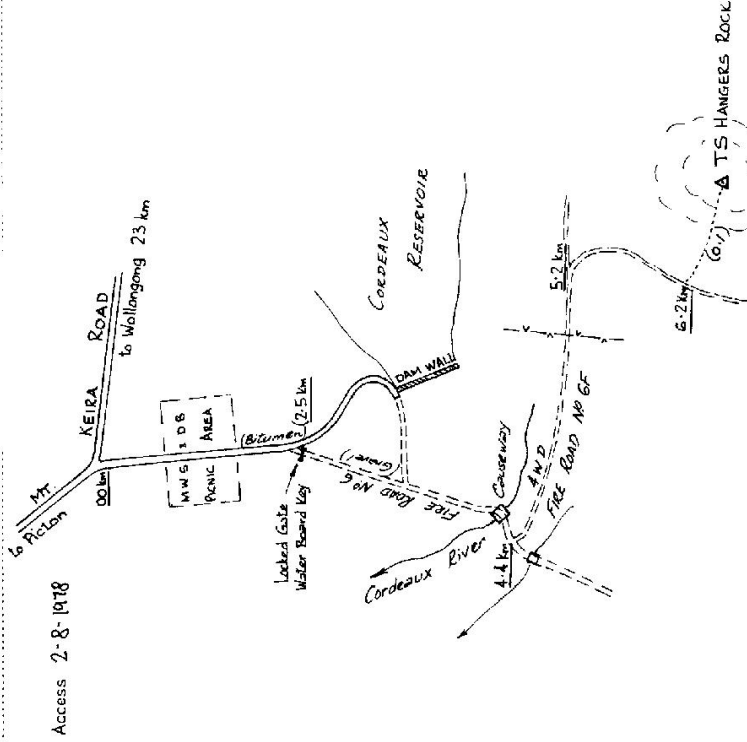 Access 2-8-1978
to Picton
MT KEIRA ROAD
to Wollongong 23 km
0.0 km
M W S & D B
PICNIC AREA
(Bitumen)
2.5 km
Locked Gate
Water Board Key
CORDEAUX
RESERVOIR
DAM WALL
FIRE ROAD No 6
(Gravel)
Causeway
Cordeaux River
4.4 km
4WD
FIRE ROAD No 6F
5.2 km
6.2 km
(0.1)
TS HANGERS ROCK